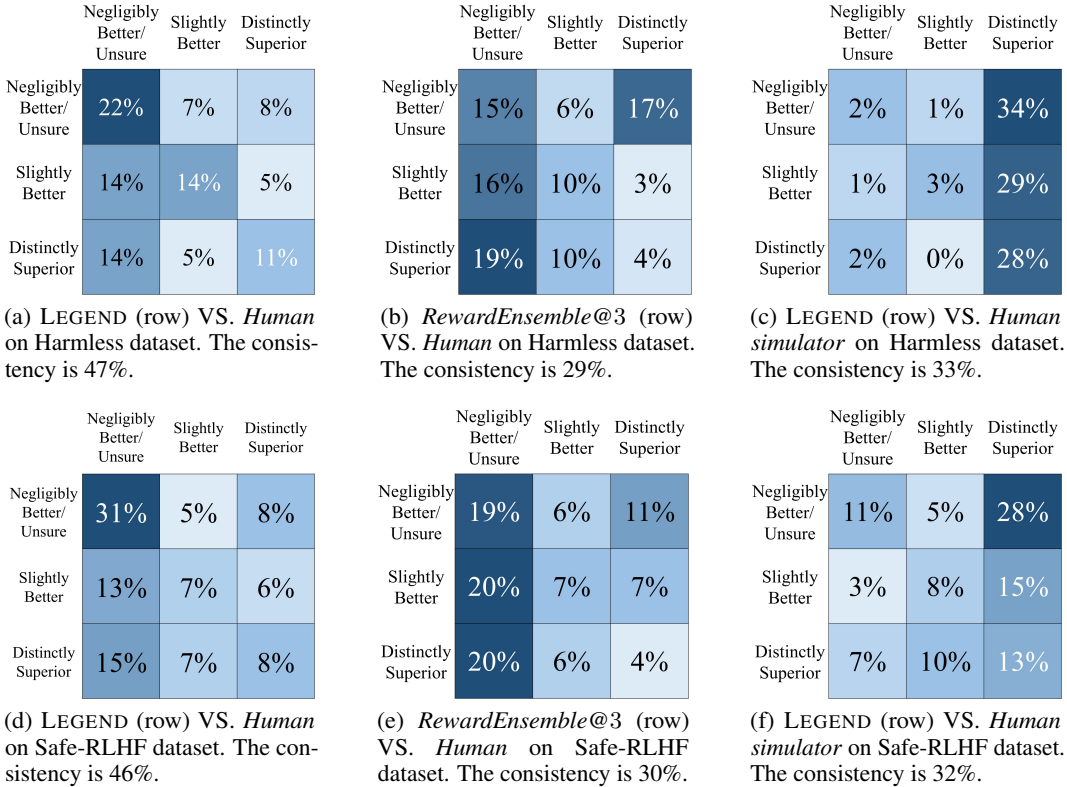 Negligibly
Better/
Unsure
Slightly
Better
Distinctly
Superior
Negligibly
Better/
Unsure
22%
7%
8%
Slightly
Better
14%
14%
5%
Distinctly
Superior
14%
5%
11%
(a) LEGEND (row) VS. Human
on Harmless dataset. The consis-
tency is 47%.
Negligibly
Better/
Unsure
Slightly
Better
Distinctly
Superior
Negligibly
Better/
Unsure
15%
6%
17%
Slightly
Better
16%
10%
3%
Distinctly
Superior
19%
10%
4%
(b) RewardEnsemble@3 (row)
VS. Human on Harmless dataset.
The consistency is 29%.
Negligibly
Better/
Unsure
Slightly
Better
Distinctly
Superior
Negligibly
Better/
Unsure
2%
1%
34%
Slightly
Better
1%
3%
29%
Distinctly
Superior
2%
0%
28%
(c) LEGEND (row) VS. Human
simulator on Harmless dataset.
The consistency is 33%.
Negligibly
Better/
Unsure
Slightly
Better
Distinctly
Superior
Negligibly
Better/
Unsure
31%
5%
8%
Slightly
Better
13%
7%
6%
Distinctly
Superior
15%
7%
8%
(d) LEGEND (row) VS. Human
on Safe-RLHF dataset. The con-
sistency is 46%.
Negligibly
Better/
Unsure
Slightly
Better
Distinctly
Superior
Negligibly
Better/
Unsure
19%
6%
11%
Slightly
Better
20%
7%
7%
Distinctly
Superior
20%
6%
4%
(e) RewardEnsemble@3 (row)
VS. Human on Safe-RLHF
dataset. The consistency is 30%.
Negligibly
Better/
Unsure
Slightly
Better
Distinctly
Superior
Negligibly
Better/
Unsure
11%
5%
28%
Slightly
Better
3%
8%
15%
Distinctly
Superior
7%
10%
13%
(f) LEGEND (row) VS. Human
simulator on Safe-RLHF dataset.
The consistency is 32%.